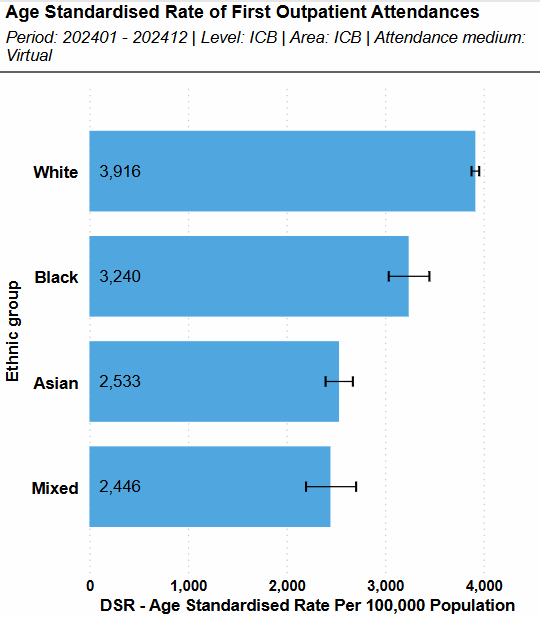 Age Standardised Rate of First Outpatient Attendances
Period: 202401 - 202412 | Level: ICB | Area: ICB | Attendance medium:
Virtual
White
3,916
Black
3,240
Ethnic group
Asian
2,533
Mixed
2,446
0
1,000
2,000
3,000
4,000
DSR - Age Standardised Rate Per 100,000 Population